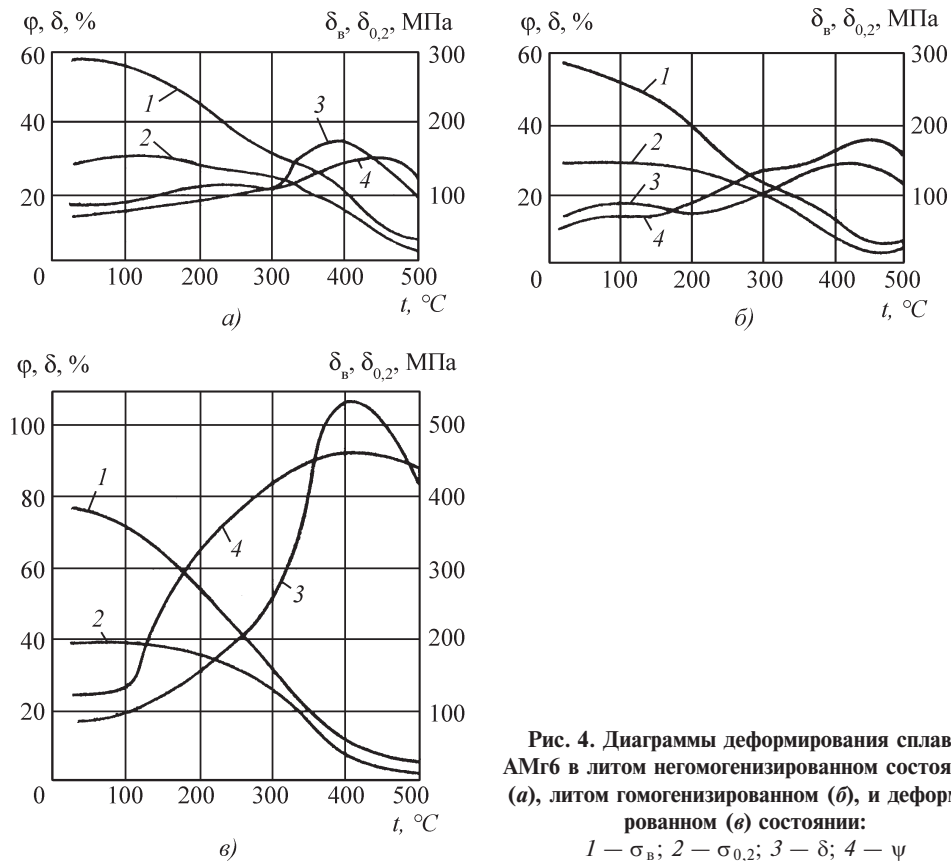 φ, δ, %
δв, δ0,2, МПа
60
40
20
0
300
200
100
100 200 300 400 500
t, °C
1
2
3
4
а)
φ, δ, %
δв, δ0,2, МПа
60
40
20
0
300
200
100
100 200 300 400 500
t, °C
1
2
3
4
б)
φ, δ, %
δв, δ0,2, МПа
100
80
60
40
20
0
500
400
300
200
100
100 200 300 400 500
t, °C
1
2
3
4
в)
Рис. 4. Диаграммы деформирования сплав
АМг6 в литом негомогенизированном состоя
(а), литом гомогенизированном (б), и деформ
рованном (в) состоянии:
1 — σв; 2 — σ0,2; 3 — δ; 4 — ψ